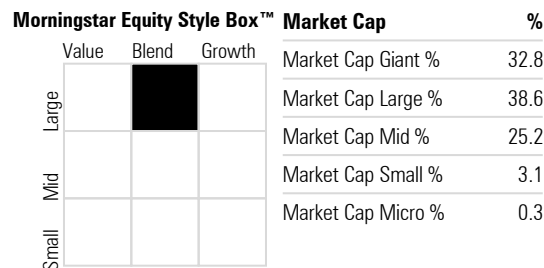 Morningstar Equity Style Box™
Value Blend Growth
Large
Mid
Small
Market Cap %
Market Cap Giant % 32.8
Market Cap Large % 38.6
Market Cap Mid % 25.2
Market Cap Small % 3.1
Market Cap Micro % 0.3